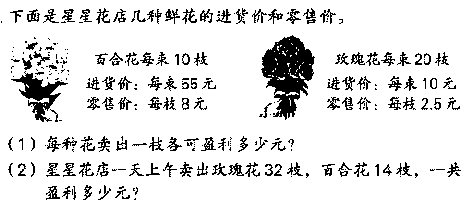 下面是星星花店几种鲜花的进货价和零售价。
百合花每束10枝
进货价：每束55元
零售价：每枝8元
玫瑰花每束20枝
进货价：每束10元
零售价：每枝2.5元
(1) 每种花卖出一枝各可盈利多少元?
(2) 星星花店一天上午卖出玫瑰花32枝，百合花14枝，一共
盈利多少元?